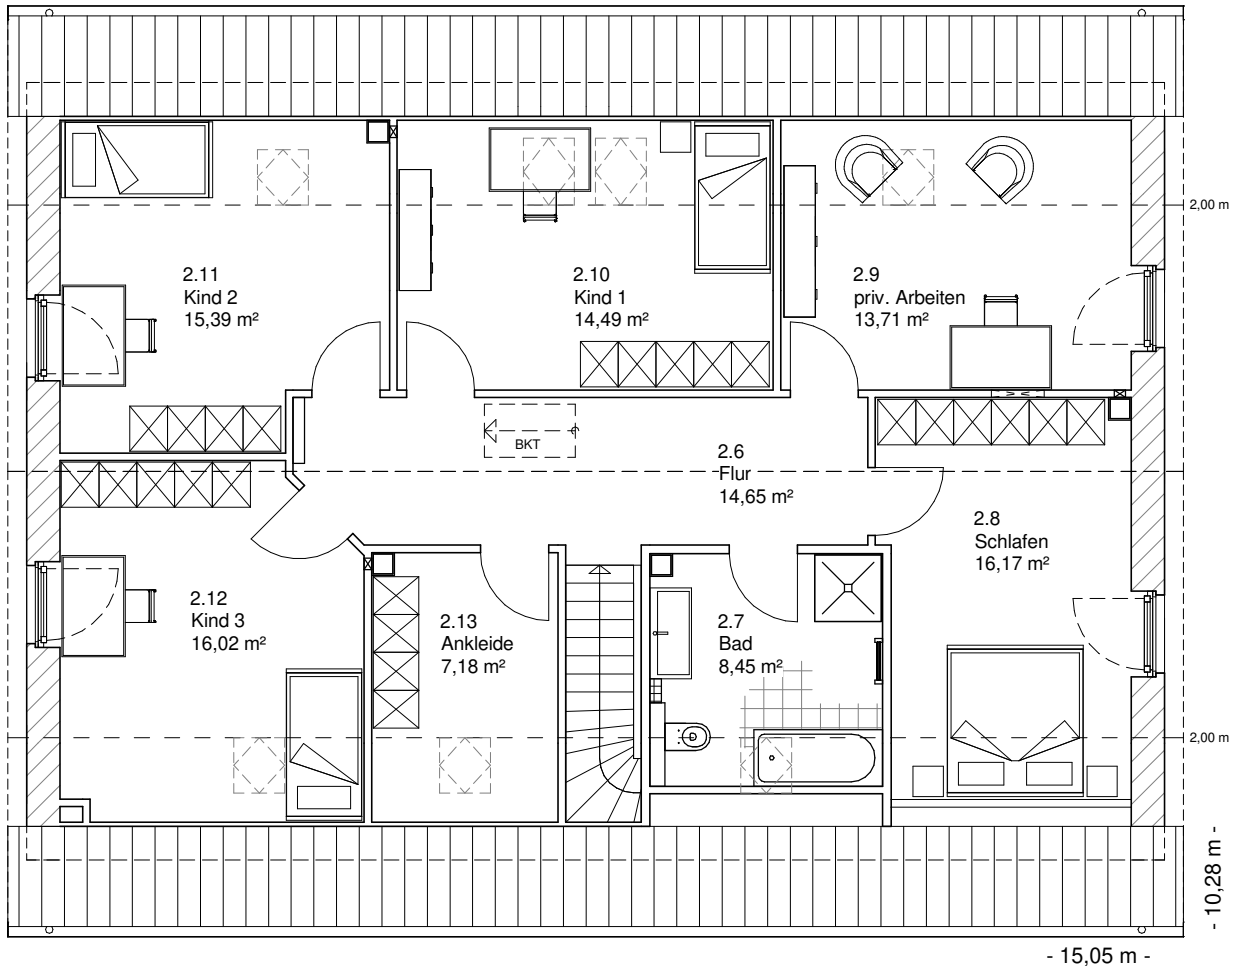 2,00 m
2.11
Kind 2
15,39 m²
2.10
Kind 1
14,49 m²
2.9
priv. Arbeiten
13,71 m²
BKT
2.6
Flur
14,65 m²
2.8
Schlafen
16,17 m²
2.12
Kind 3
16,02 m²
2.13
Ankleide
7,18 m²
2.7
Bad
8,45 m²
2,00 m
- 10,28 m -
- 15,05 m -